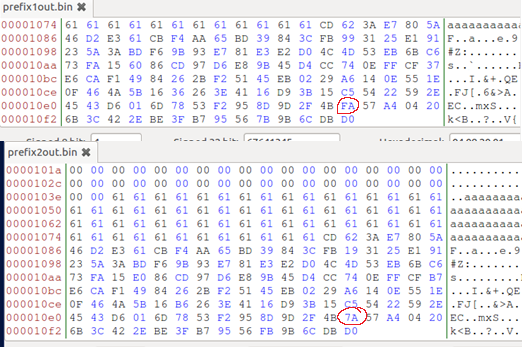 prefix1out.bin ✖
00001074 61 61 61 61 61 61 61 61 61 61 61 61 CD 62 3A E7 80 5A aaaaaaaaaa
00001086 46 D2 E3 61 CB F4 AA 65 BD 39 84 3C FB 99 31 25 E1 91 F..a...e.9
00001098 23 5A 3A BD F6 9B 93 E7 81 E3 E2 D0 4C 4D 53 EB 6B C6 #Z:.......
000010aa 73 FA 15 60 86 CD 97 D6 E8 9B 45 D4 CC 74 0E FF CF 37 s..`......
000010bc E6 CA F1 49 84 26 2B F2 51 45 EB 02 29 A6 14 0E 55 1E ...I.&+.QE
000010ce 0F 46 4A 5B 16 36 26 3E 41 16 D9 3B 15 C5 54 22 59 2E .FJ[.6&>A.
000010e0 45 43 D6 01 6D 78 53 F2 95 8D 9D 2F 4B FA 57 A4 04 20 EC..mxS...
000010f2 6B 3C 42 2E BE 3F B7 95 56 7B 9B 6C DB D0 k<B..?..V{
prefix2out.bin ✖
0000101a 00 00 00 00 00 00 00 00 00 00 00 00 00 00 00 00 00 00 ..........
0000102c 00 00 00 00 00 00 00 00 00 00 00 00 00 00 00 00 00 00 ..........
0000103e 00 00 61 61 61 61 61 61 61 61 61 61 61 61 61 61 61 61 ..aaaaaaaa
00001050 61 61 61 61 61 61 61 61 61 61 61 61 61 61 61 61 61 61 aaaaaaaaaa
00001062 61 61 61 61 61 61 61 61 61 61 61 61 61 61 61 61 61 61 aaaaaaaaaa
00001074 61 61 61 61 61 61 61 61 61 61 61 61 CD 62 3A E7 80 5A aaaaaaaaaa
00001086 46 D2 E3 61 CB F4 AA 65 BD 39 84 3C FB 19 31 25 E1 91 F..a...e.9
00001098 23 5A 3A BD F6 9B 93 E7 81 E3 E2 D0 4C 4D 53 EB 6B C6 #Z:.......
000010aa 73 FA 15 E0 86 CD 97 D6 E8 9B 45 D4 CC 74 0E FF CF B7 s.........
000010bc E6 CA F1 49 84 26 2B F2 51 45 EB 02 29 A6 14 0E 55 1E ...I.&+.QE
000010ce 0F 46 4A 5B 16 B6 26 3E 41 16 D9 3B 15 C5 54 22 59 2E .FJ[..&>A.
000010e0 45 43 D6 01 6D 78 53 F2 95 8D 9D 2F 4B 7A 57 A4 04 20 EC..mxS...
000010f2 6B 3C 42 2E BE 3F B7 95 56 FB 9B 6C DB D0 k<B..?..V.